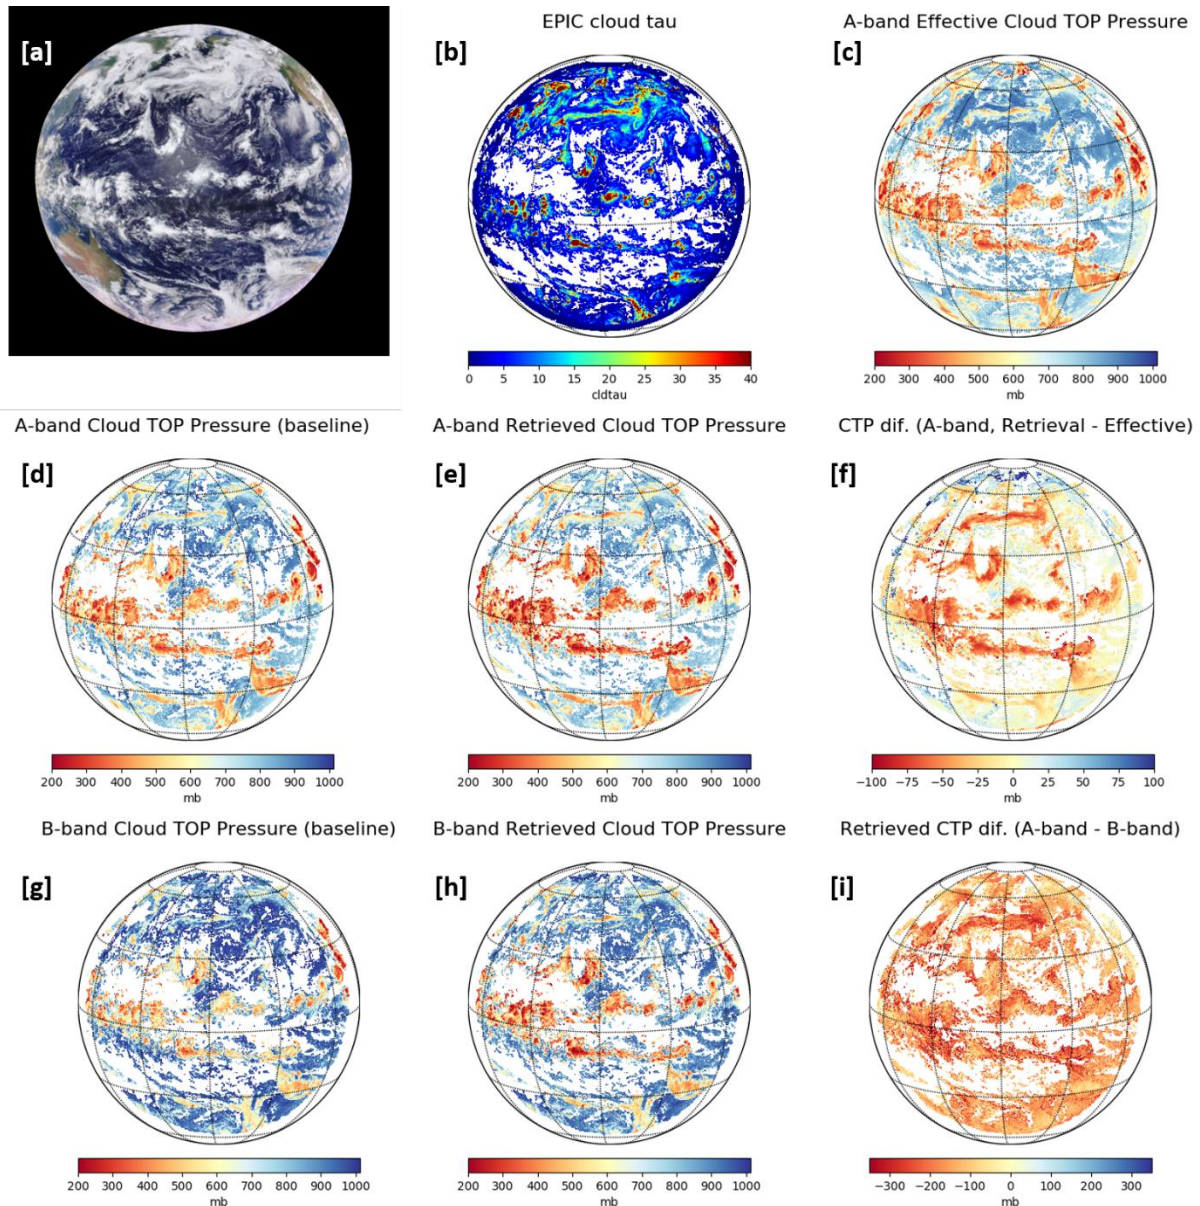 EPIC cloud tau
A-band Effective Cloud TOP Pressure
[a]
[b]
[c]
0 5 10 15 20 25 30 35 40
cldtau
200 300 400 500 600 700 800 900 1000
mb
A-band Cloud TOP Pressure (baseline)
A-band Retrieved Cloud TOP Pressure
CTP dif. (A-band, Retrieval - Effective)
[d]
[e]
[f]
200 300 400 500 600 700 800 900 1000
mb
200 300 400 500 600 700 800 900 1000
mb
−100 −75 −50 −25 0 25 50 75 100
mb
B-band Cloud TOP Pressure (baseline)
B-band Retrieved Cloud TOP Pressure
Retrieved CTP dif. (A-band - B-band)
[g]
[h]
[i]
200 300 400 500 600 700 800 900 1000
mb
200 300 400 500 600 700 800 900 1000
mb
−300 −200 −100 0 100 200 300
mb